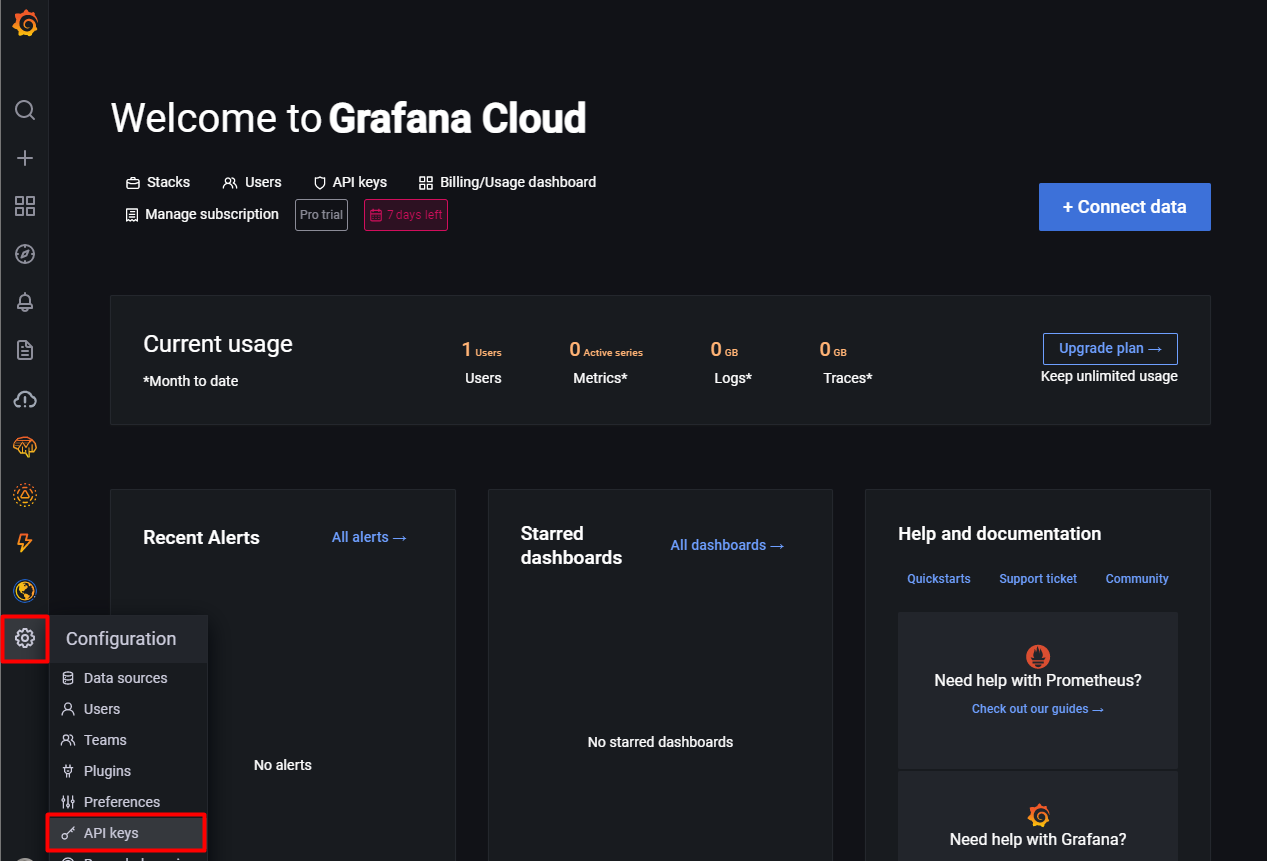 Welcome to Grafana Cloud
Stacks Users API keys Billing/Usage dashboard
Manage subscription Pro trial 7 days left
+ Connect data
Current usage
*Month to date
1 Users
Users
0 Active series
Metrics*
0 GB
Logs*
0 GB
Traces*
Upgrade plan →
Keep unlimited usage
Recent Alerts
All alerts →
No alerts
Starred
dashboards
All dashboards →
No starred dashboards
Help and documentation
Quickstarts Support ticket Community
Need help with Prometheus?
Check out our guides →
Need help with Grafana?
Configuration
Data sources
Users
Teams
Plugins
Preferences
API keys